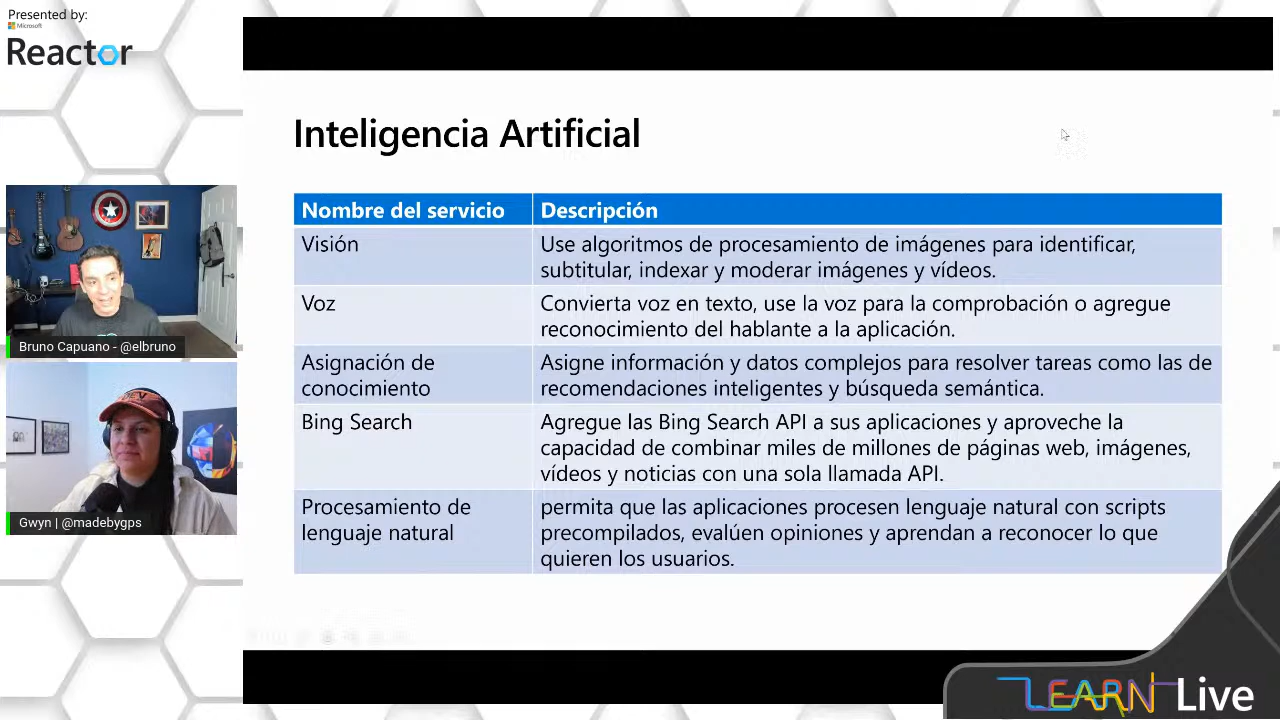 Presented by:
Microsoft
Reactor
Inteligencia Artificial
Nombre del servicio
Descripción
Visión
Use algoritmos de procesamiento de imágenes para identificar,
subtitular, indexar y moderar imágenes y vídeos.
Voz
Convierta voz en texto, use la voz para la comprobación o agregue
reconocimiento del hablante a la aplicación.
Asignación de
conocimiento
Asigne información y datos complejos para resolver tareas como las de
recomendaciones inteligentes y búsqueda semántica.
Bing Search
Agregue las Bing Search API a sus aplicaciones y aproveche la
capacidad de combinar miles de millones de páginas web, imágenes,
vídeos y noticias con una sola llamada API.
Procesamiento de
lenguaje natural
permita que las aplicaciones procesen lenguaje natural con scripts
precompilados, evalúen opiniones y aprendan a reconocer lo que
quieren los usuarios.
Bruno Capuano - @elbruno
Gwyn | @madebygps
LEARN Live